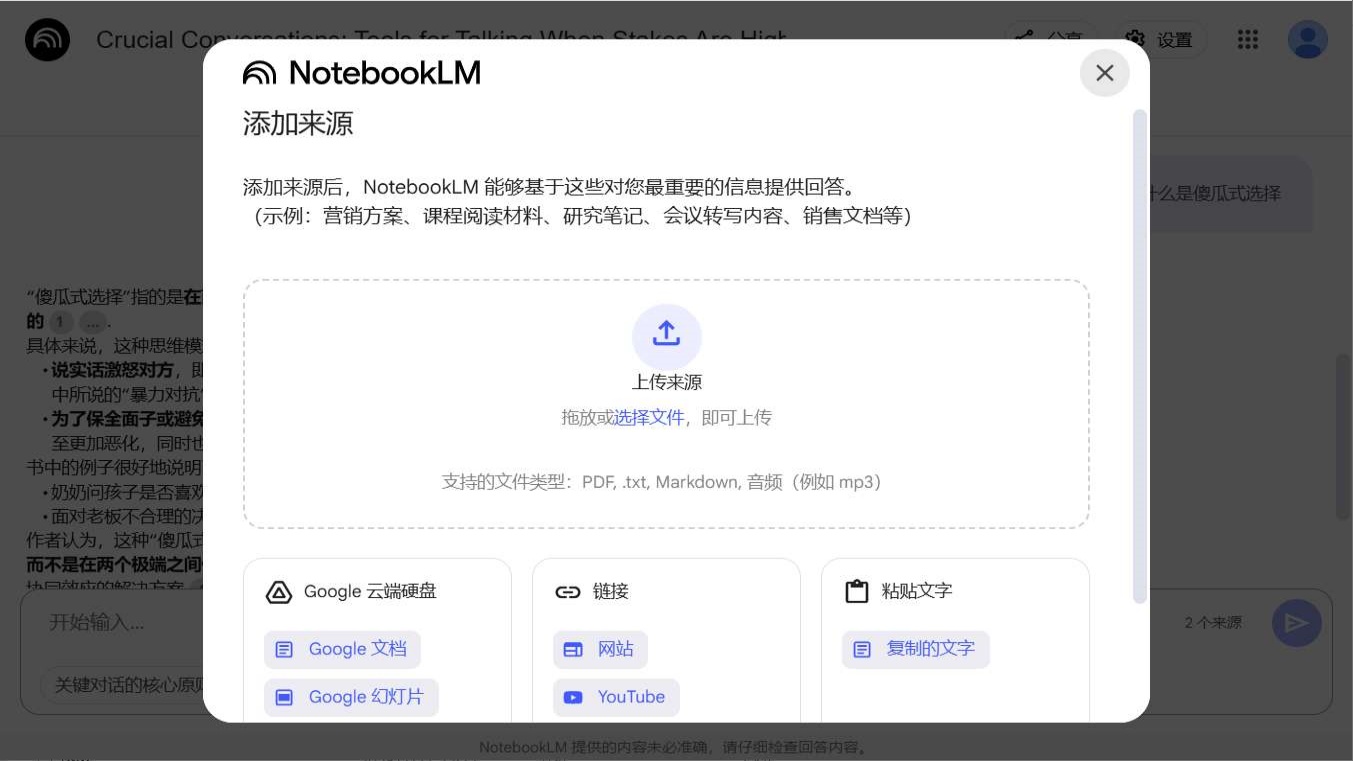 Crucial Conversations: Tools for Talking When Stakes Are High
分享
设置
NotebookLM
添加来源
添加来源后，NotebookLM 能够基于这些对您最重要的信息提供回答。
（示例：营销方案、课程阅读材料、研究笔记、会议转写内容、销售文档等）
什么是傻瓜式选择
上传来源
拖放或选择文件，即可上传
支持的文件类型：PDF, .txt, Markdown, 音频（例如 mp3）
“傻瓜式选择”指的是在
的 1 ... .
具体来说，这种思维模
• 说实话激怒对方，即
中所说的“暴力对抗”
• 为了保全面子或避免
至更加恶化，同时也
书中的例子很好地说明
• 奶奶问孩子是否喜欢
• 面对老板不合理的决
作者认为，这种“傻瓜式
而不是在两个极端之间
协同效应的解决方案
Google 云端硬盘
Google 文档
Google 幻灯片
链接
网站
YouTube
粘贴文字
复制的文字
开始输入...
2 个来源
关键对话的核心原则
NotebookLM 提供的内容未必准确，请仔细检查回答内容。